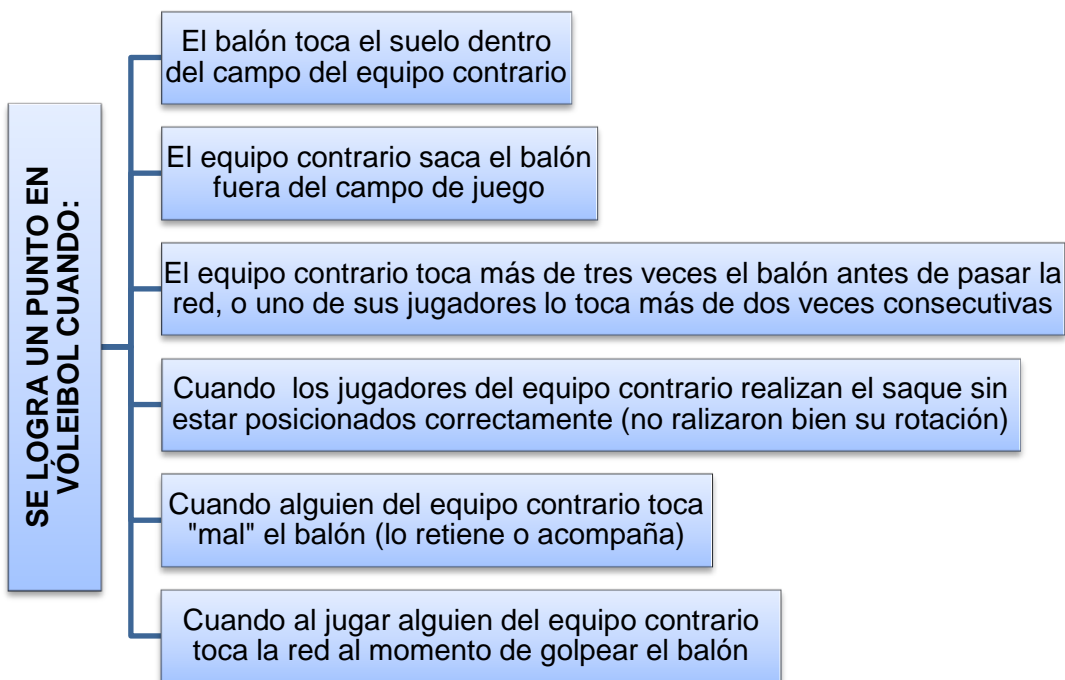 SE LOGRA UN PUNTO EN
VÓLEIBOL CUANDO:
El balón toca el suelo dentro
del campo del equipo contrario
El equipo contrario saca el balón
fuera del campo de juego
El equipo contrario toca más de tres veces el balón antes de pasar la
red, o uno de sus jugadores lo toca más de dos veces consecutivas
Cuando los jugadores del equipo contrario realizan el saque sin
estar posicionados correctamente (no ralizaron bien su rotación)
Cuando alguien del equipo contrario toca
"mal" el balón (lo retiene o acompaña)
Cuando al jugar alguien del equipo contrario
toca la red al momento de golpear el balón